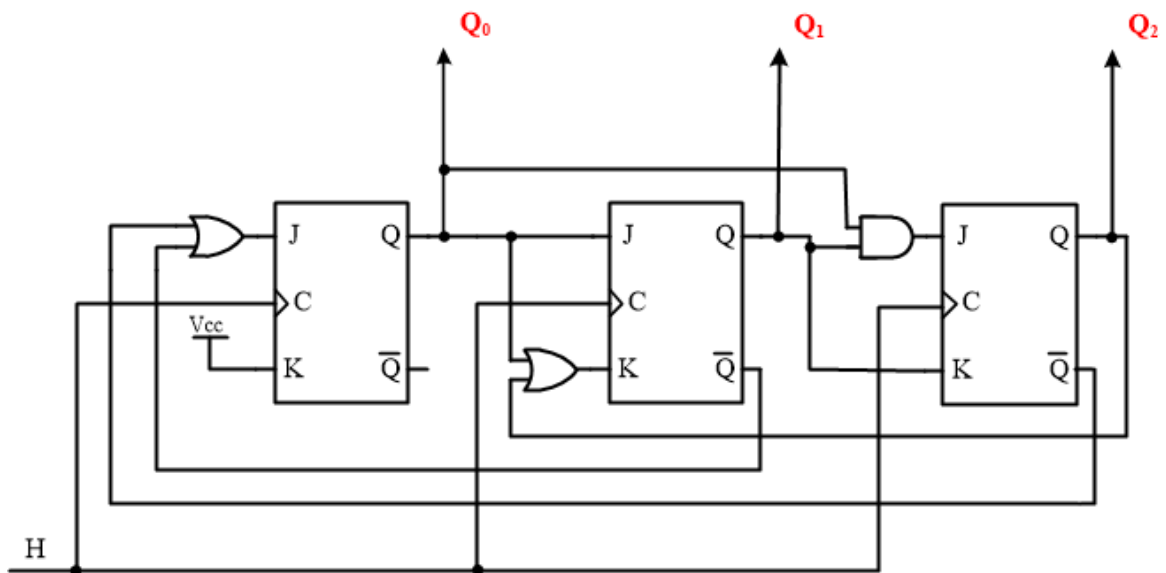 Q₀ Q₁ Q₂
J Q J Q J Q
C C C
Vcc
K Q̅ K Q̅ K Q̅
H